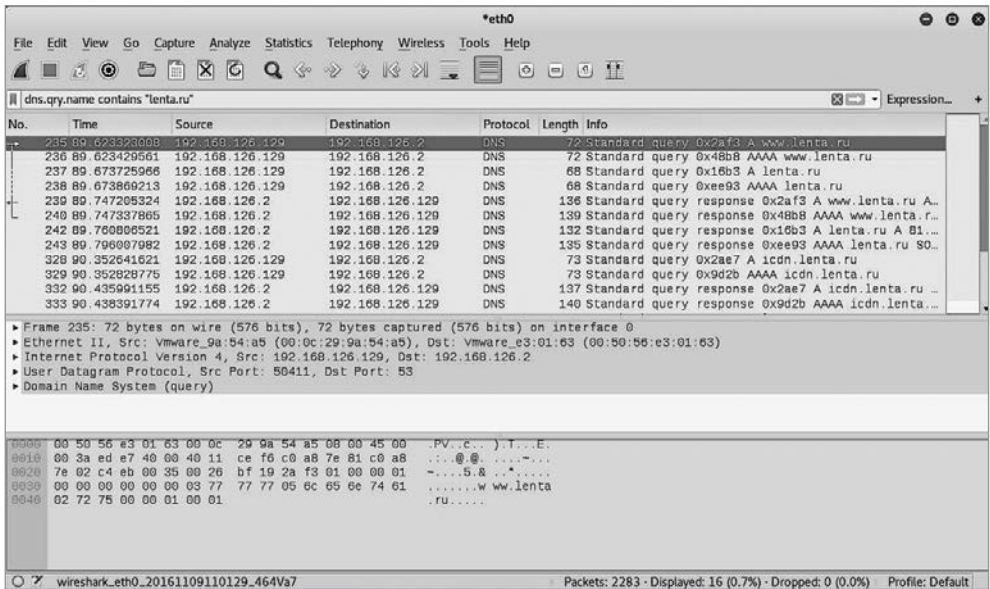 *eth0
File Edit View Go Capture Analyze Statistics Telephony Wireless Tools Help
dns.qry.name contains "lenta.ru" Expression... +
No. Time Source Destination Protocol Length Info
235 89.623323008 192.168.126.129 192.168.126.2 DNS 72 Standard query 0x2af3 A www.lenta.ru
236 89.623429561 192.168.126.129 192.168.126.2 DNS 72 Standard query 0x48b8 AAAA www.lenta.ru
237 89.673725966 192.168.126.129 192.168.126.2 DNS 68 Standard query 0x16b3 A lenta.ru
238 89.673869213 192.168.126.129 192.168.126.2 DNS 68 Standard query 0xee93 AAAA lenta.ru
239 89.747205324 192.168.126.2 192.168.126.129 DNS 136 Standard query response 0x2af3 A www.lenta.ru A…
240 89.747337865 192.168.126.2 192.168.126.129 DNS 139 Standard query response 0x48b8 AAAA www.lenta.r…
242 89.760806521 192.168.126.2 192.168.126.129 DNS 132 Standard query response 0x16b3 A lenta.ru A 81.…
243 89.796007982 192.168.126.2 192.168.126.129 DNS 135 Standard query response 0xee93 AAAA lenta.ru SO…
328 90.352641621 192.168.126.129 192.168.126.2 DNS 73 Standard query 0x2ae7 A icdn.lenta.ru
329 90.352828775 192.168.126.129 192.168.126.2 DNS 73 Standard query 0x9d2b AAAA icdn.lenta.ru
332 90.435991155 192.168.126.2 192.168.126.129 DNS 137 Standard query response 0x2ae7 A icdn.lenta.ru …
333 90.438391774 192.168.126.2 192.168.126.129 DNS 140 Standard query response 0x9d2b AAAA icdn.lenta.…
Frame 235: 72 bytes on wire (576 bits), 72 bytes captured (576 bits) on interface 0
Ethernet II, Src: Vmware_9a:54:a5 (00:0c:29:9a:54:a5), Dst: Vmware_e3:01:63 (00:50:56:e3:01:63)
Internet Protocol Version 4, Src: 192.168.126.129, Dst: 192.168.126.2
User Datagram Protocol, Src Port: 50411, Dst Port: 53
Domain Name System (query)
0000 00 50 56 e3 01 63 00 0c 29 9a 54 a5 08 00 45 00 .PV..c.. ).T...E.
0010 00 3a ed e7 40 00 40 11 ce f6 c0 a8 7e 81 c0 a8 .:..@.@. ....~...
0020 7e 02 c4 eb 00 35 00 26 bf 19 2a f3 01 00 00 01 ~....5.& ..*.....
0030 00 00 00 00 00 00 03 77 77 77 05 6c 65 6e 74 61 .......w ww.lenta
0040 02 72 75 00 00 01 00 01 .ru.....
wireshark_eth0_20161109110129_464Va7 Packets: 2283 · Displayed: 16 (0.7%) · Dropped: 0 (0.0%) Profile: Default